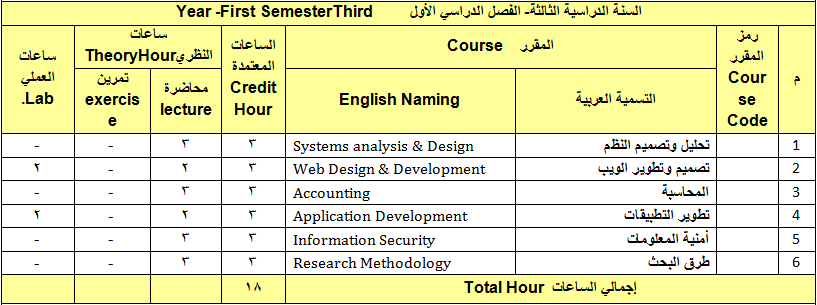 السنة الدراسية الثالثة- الفصل الدراسي الأول Year -First SemesterThird
م
رمز المقرر Cour se Code
المقرر Course
الساعات المعتمدة Credit Hour
ساعات النظريTheoryHour
ساعات العملي Lab.
التسمية العربية
English Naming
محاضرة lecture
تمرين exercis e
1 تحليل وتصميم النظم Systems analysis & Design ٣ ٣ - -
2 تصميم وتطوير الويب Web Design & Development ٣ ٢ - ٢
3 المحاسبة Accounting ٣ ٣ - -
4 تطوير التطبيقات Application Development ٣ ٢ - ٢
5 أمنية المعلومات Information Security ٣ ٣ - -
6 طرق البحث Research Methodology ٣ ٣ - -
إجمالي الساعات Total Hour ١٨